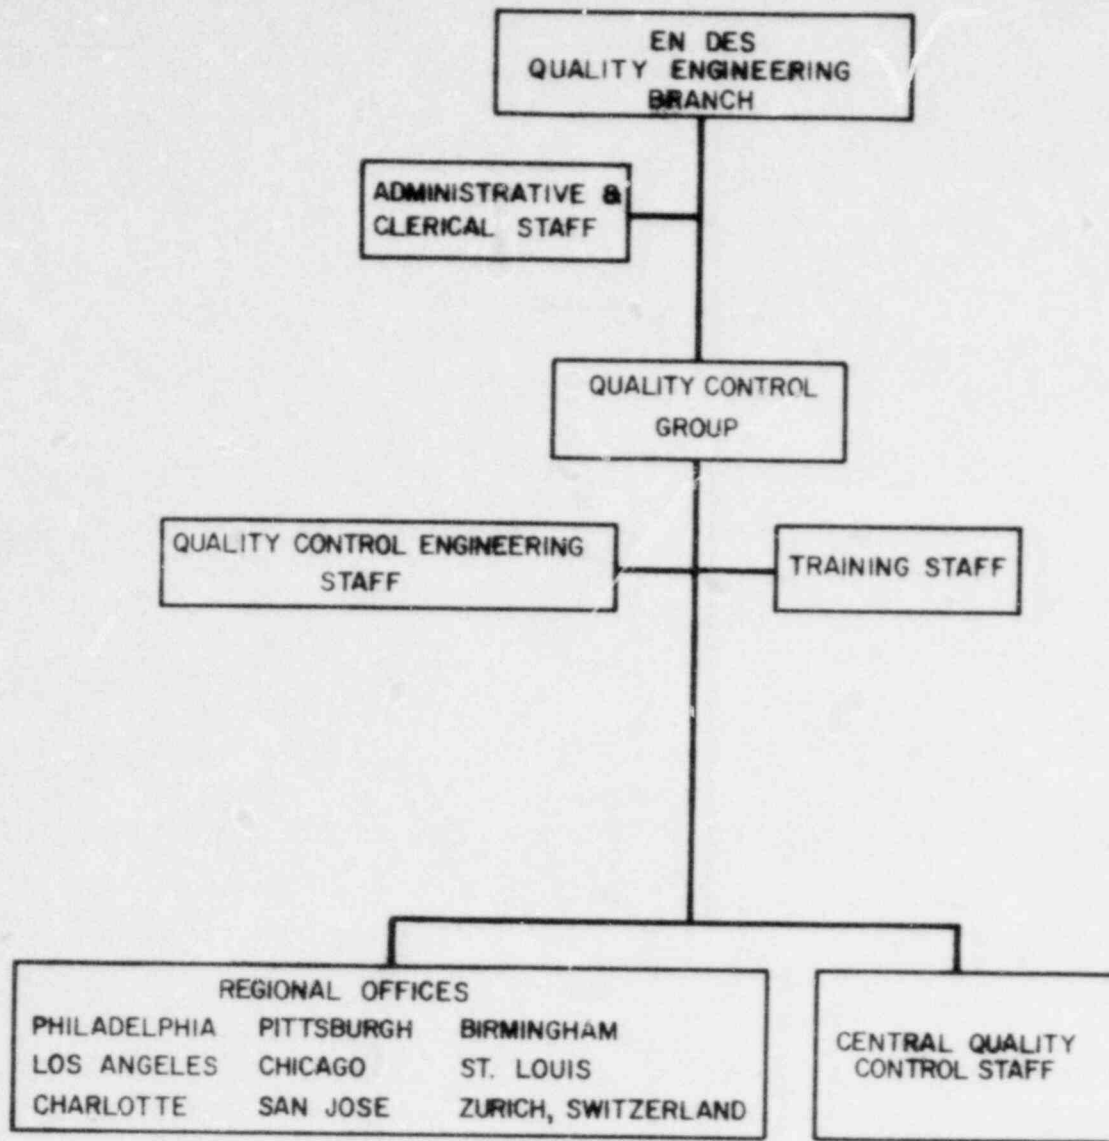 EN DES
QUALITY ENGINEERING
BRANCH
ADMINISTRATIVE &
CLERICAL STAFF
QUALITY CONTROL
GROUP
QUALITY CONTROL ENGINEERING
STAFF
TRAINING STAFF
REGIONAL OFFICES
PHILADELPHIA PITTSBURGH BIRMINGHAM
LOS ANGELES CHICAGO ST. LOUIS
CHARLOTTE SAN JOSE ZURICH, SWITZERLAND
CENTRAL QUALITY
CONTROL STAFF